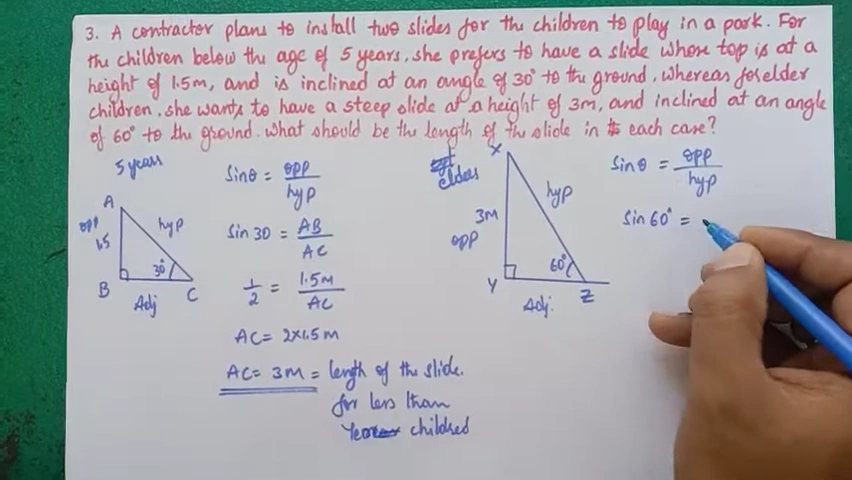 3. A contractor plans to install two slides for the children to play in a park. For
the children below the age of 5 years, she prefers to have a slide whose top is at a
height of 1.5m, and is inclined at an angle of 30° to the ground, whereas for elder
children, she wants to have a steep slide at a height of 3m, and inclined at an angle
of 60° to the ground. What should be the length of the slide in each case?
5 years
A
opp
1.5
hyp
30°
B
Adj
C
Sinθ = opp/hyp
Sin 30 = AB/AC
1/2 = 1.5M/AC
AC = 2×1.5 M
AC = 3M = length of the slide.
for less than
children
elders
X
3M
opp
hyp
60°
Y
Adj.
Z
Sinθ = opp/hyp
Sin 60° =